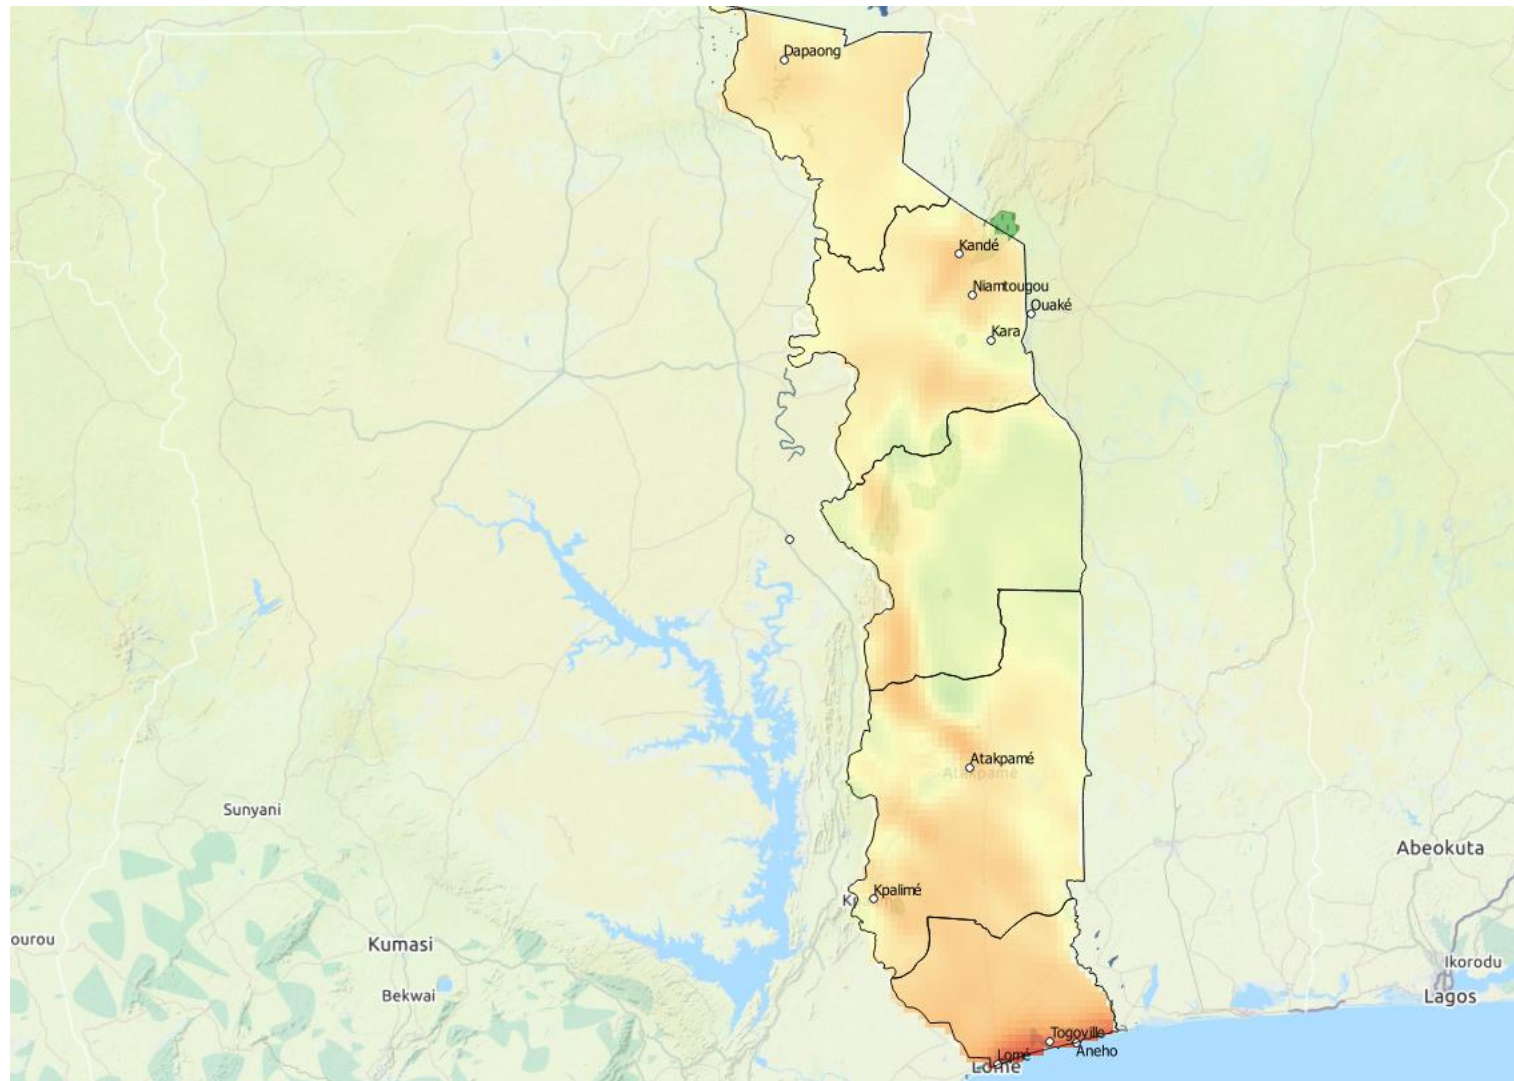 Dapaong
Kandé
Niamtougou
Ouaké
Kara
Atakpamé
Atakpamé
Sunyani
Abeokuta
Kpalimé
ourou
Kumasi
Ikorodu
Bekwai
Lagos
Togoville
Aneho
Lomé
Lomé